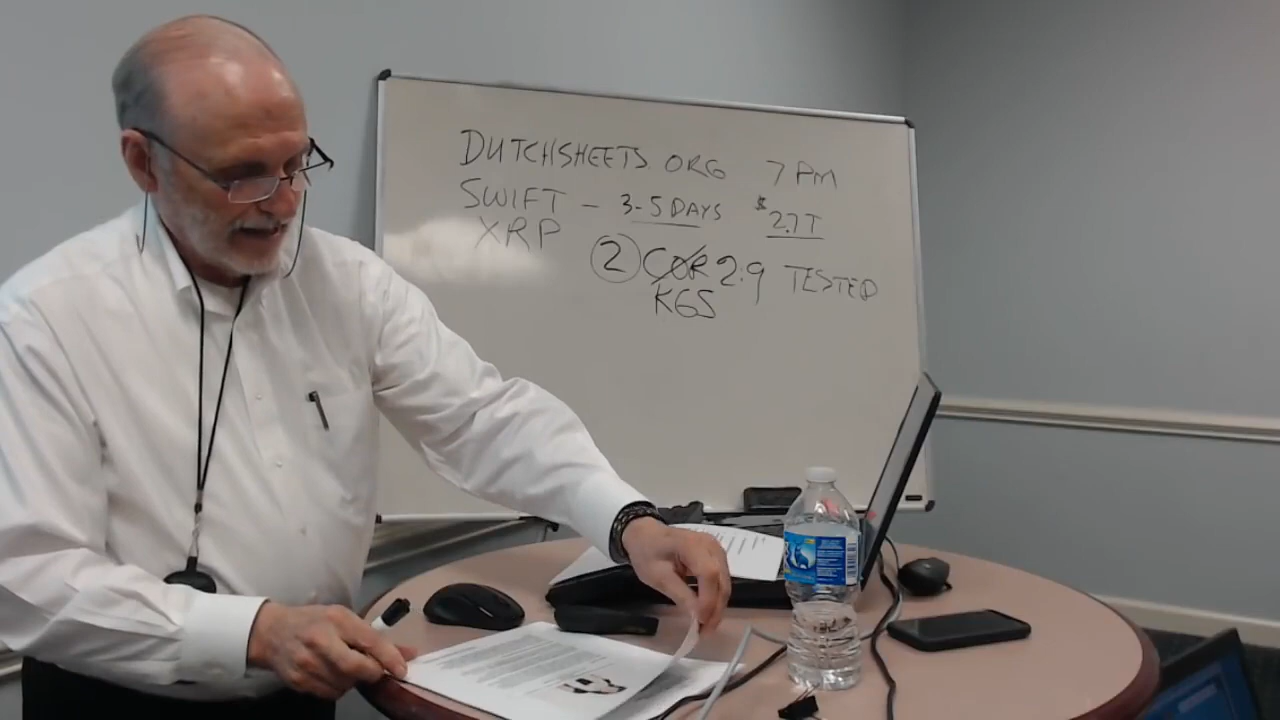 DUTCHSHEETS.ORG 7 PM
SWIFT - 3-5 DAYS $2.7T
XRP
② COR 2.9 TESTED
KGS